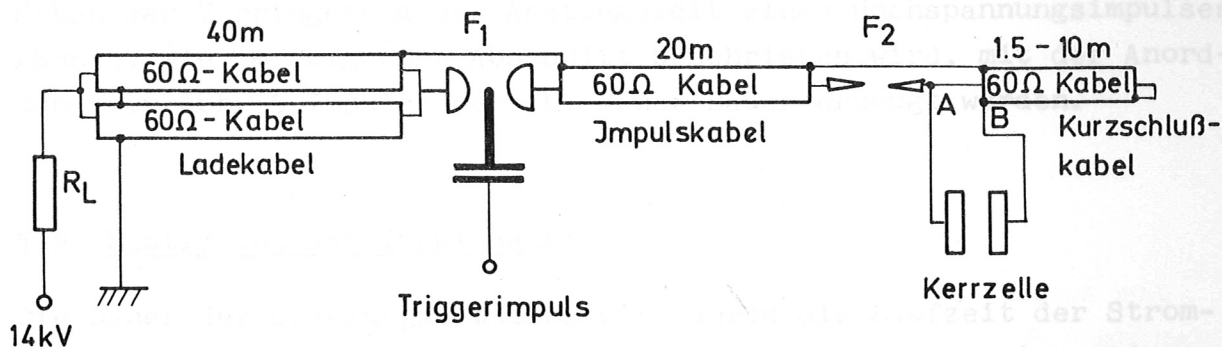 40m
F1
20m
F2
1.5 – 10m
60Ω- Kabel
60Ω - Kabel
60Ω Kabel
60Ω Kabel
A
B
Ladekabel
Jmpulskabel
Kurzschluß-
kabel
RL
Triggerimpuls
Kerrzelle
14kV